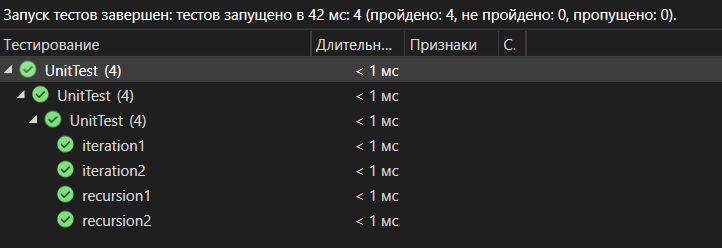 Запуск тестов завершен: тестов запущено в 42 мс: 4 (пройдено: 4, не пройдено: 0, пропущено: 0).
Тестирование Длительн... Признаки С.
UnitTest (4) < 1 мс
UnitTest (4) < 1 мс
UnitTest (4) < 1 мс
iteration1 < 1 мс
iteration2 < 1 мс
recursion1 < 1 мс
recursion2 < 1 мс